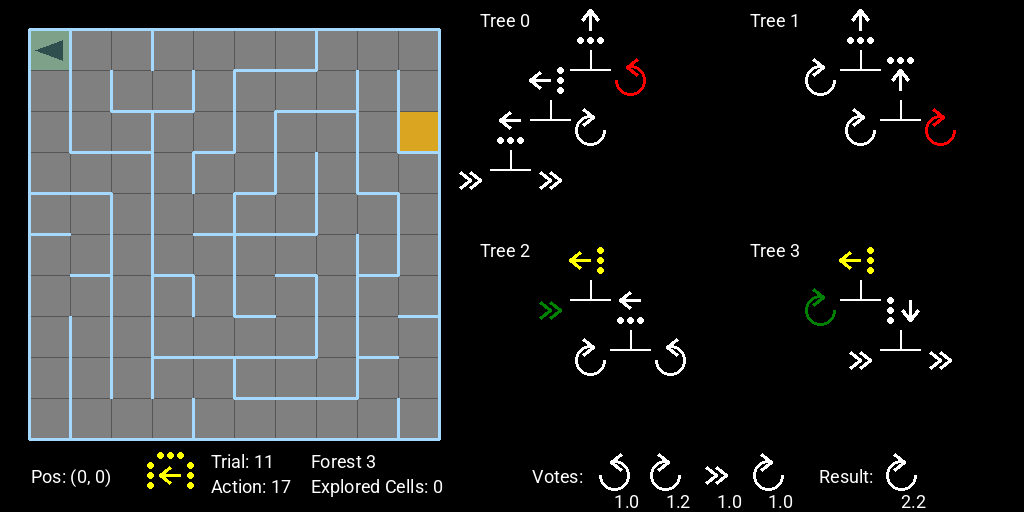 Tree 0
Tree 1
Tree 2
Tree 3
Pos: (0, 0)
Trial: 11
Forest 3
Action: 17
Explored Cells: 0
Votes:
1.0
1.2
1.0
1.0
Result:
2.2